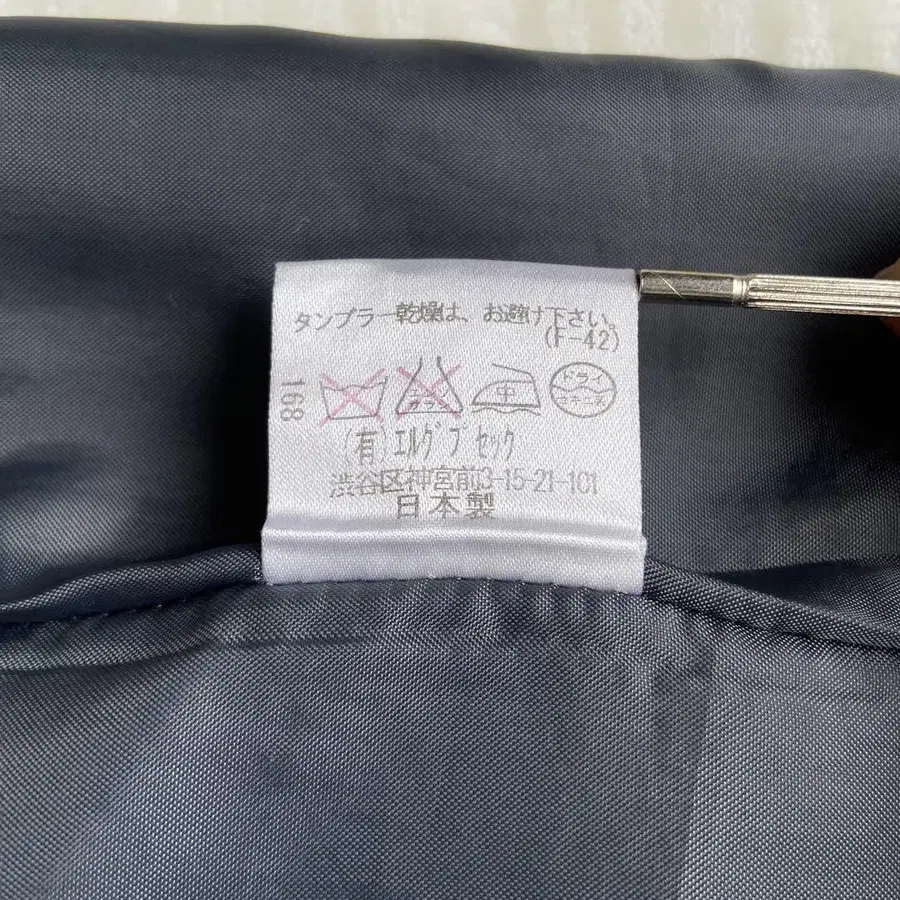 タンブラー乾燥は、お避け下さい。
(F-42)
168
中
ドライ
(有)エルグ プ セック
渋谷区神宮前3-15-21-101
日本製